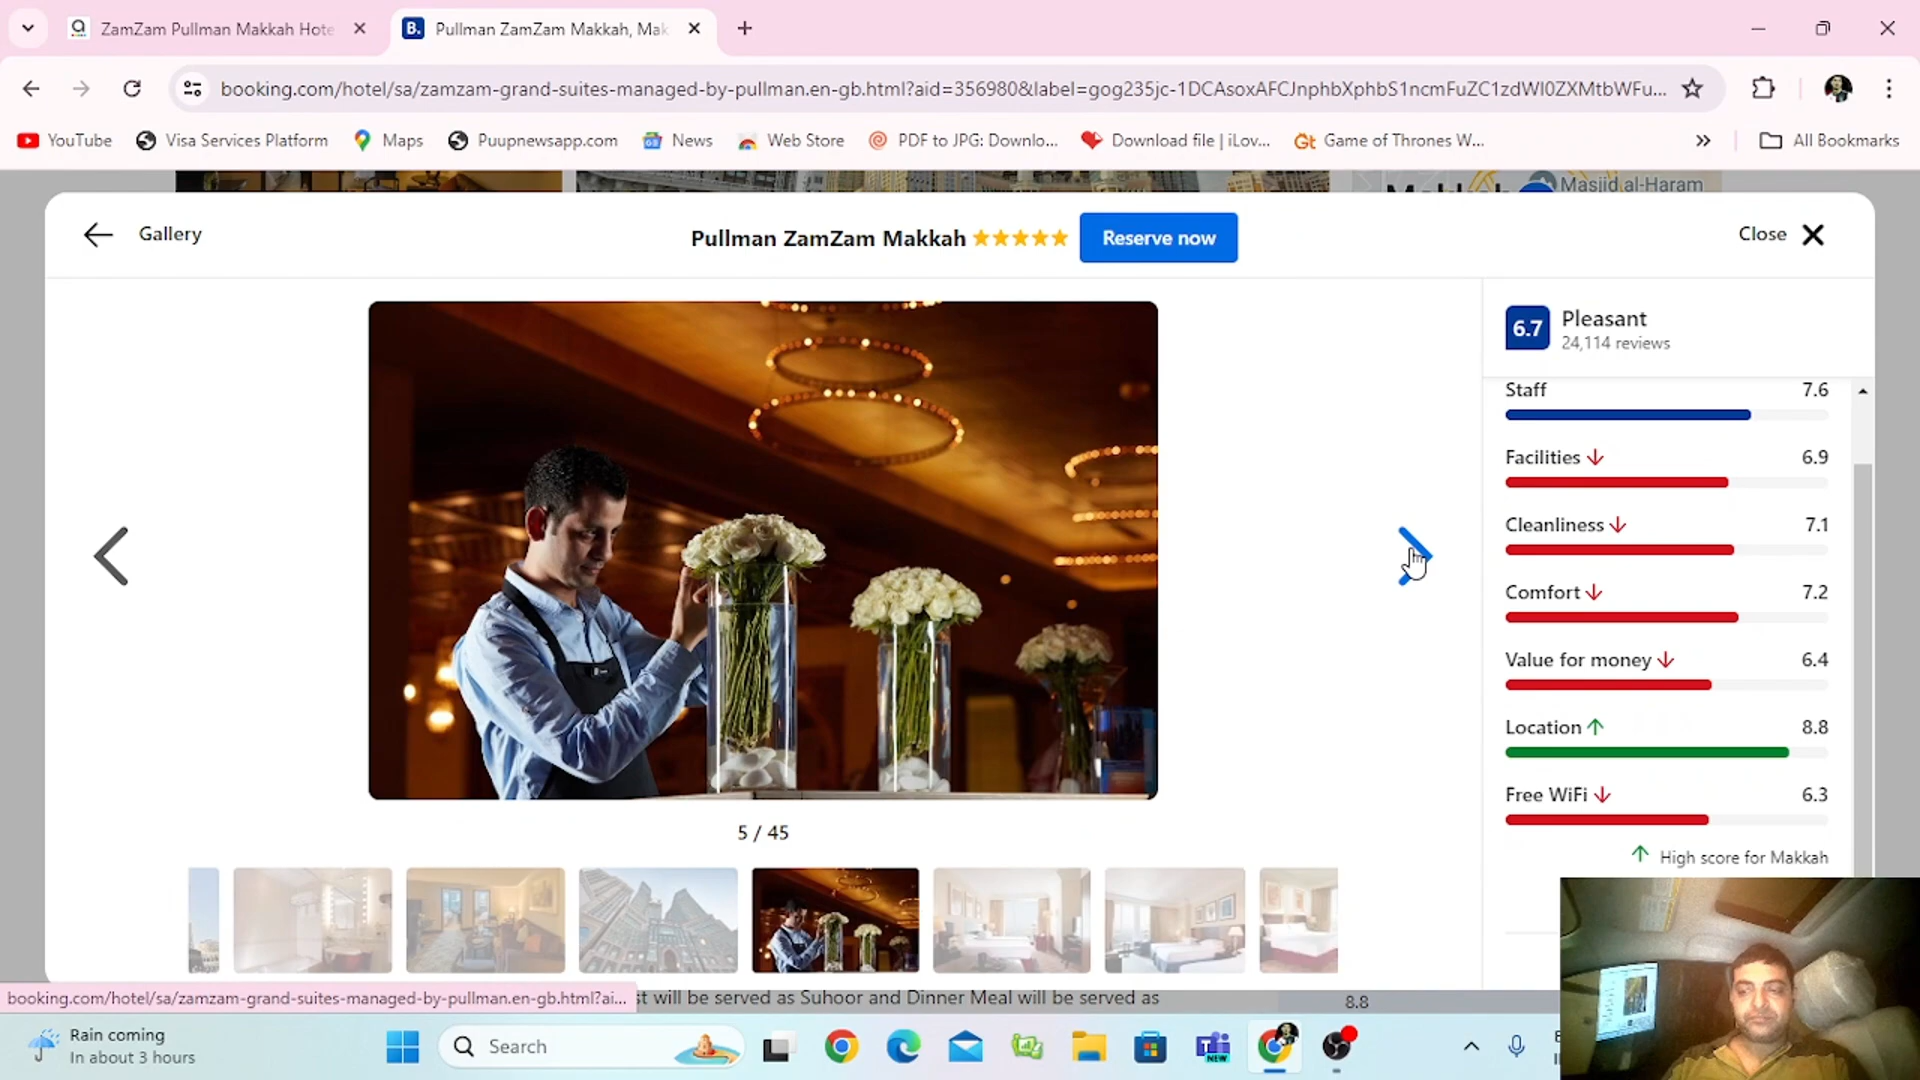 ZamZam Pullman Makkah Hote
B. Pullman ZamZam Makkah, Mak
booking.com/hotel/sa/zamzam-grand-suites-managed-by-pullman.en-gb.html?aid=356980&label=gog235jc-1DCAsoxAFCJnphbXphbS1ncmFuZC1zdWl0ZXMtbWFu...
YouTube Visa Services Platform Maps Puupnewsapp.com News Web Store PDF to JPG: Downlo... Download file | iLov... Game of Thrones W... All Bookmarks
Makkah
Masjid al-Haram
Gallery
Pullman ZamZam Makkah
Reserve now
Close
6.7 Pleasant
24,114 reviews
Staff 7.6
Facilities 6.9
Cleanliness 7.1
Comfort 7.2
Value for money 6.4
Location 8.8
Free WiFi 6.3
High score for Makkah
5 / 45
booking.com/hotel/sa/zamzam-grand-suites-managed-by-pullman.en-gb.html?ai...
t will be served as Suhoor and Dinner Meal will be served as
8.8
Rain coming
In about 3 hours
Search
NEW